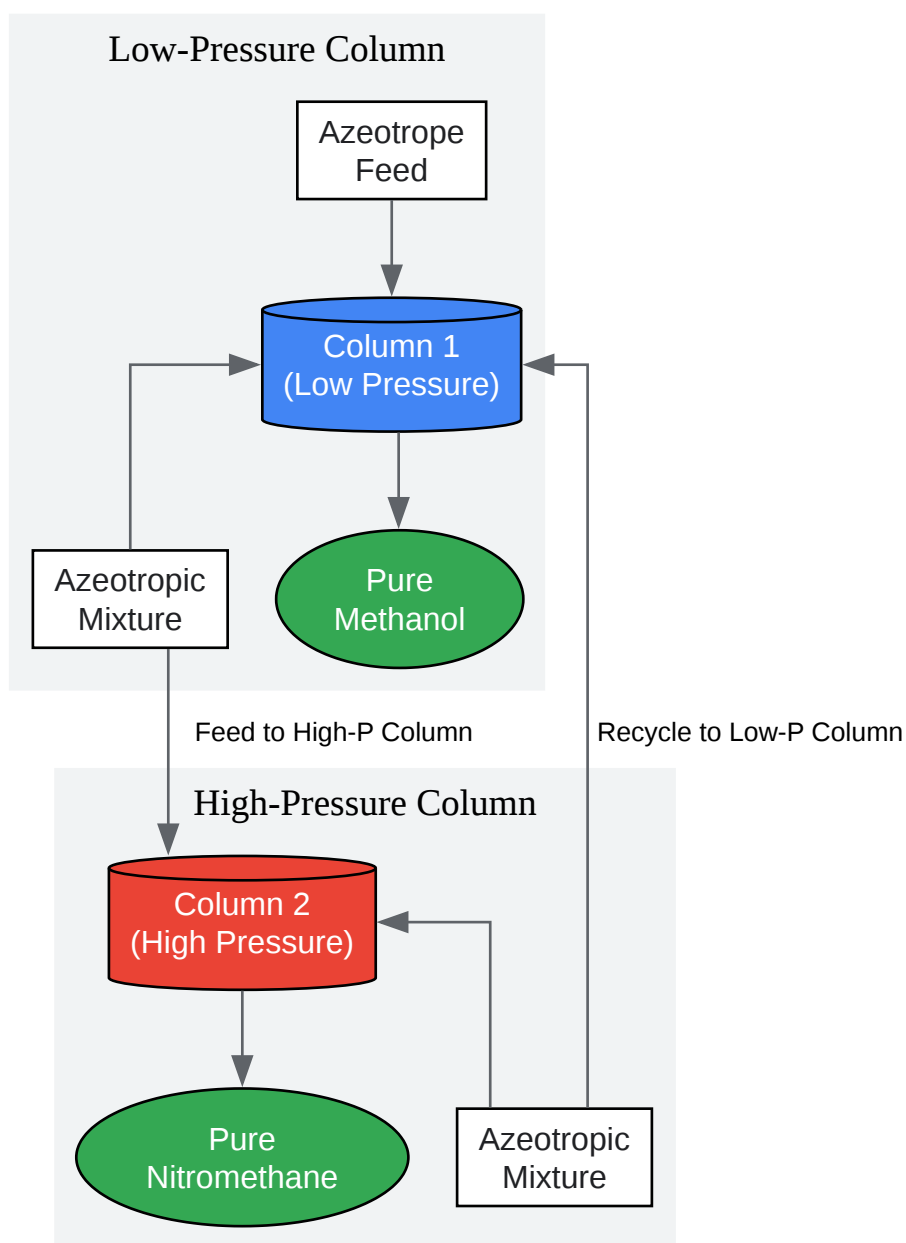 Low-Pressure Column
Azeotrope
Feed
Column 1
(Low Pressure)
Azeotropic
Mixture
Pure
Methanol
Feed to High-P Column
Recycle to Low-P Column
High-Pressure Column
Column 2
(High Pressure)
Pure
Nitromethane
Azeotropic
Mixture